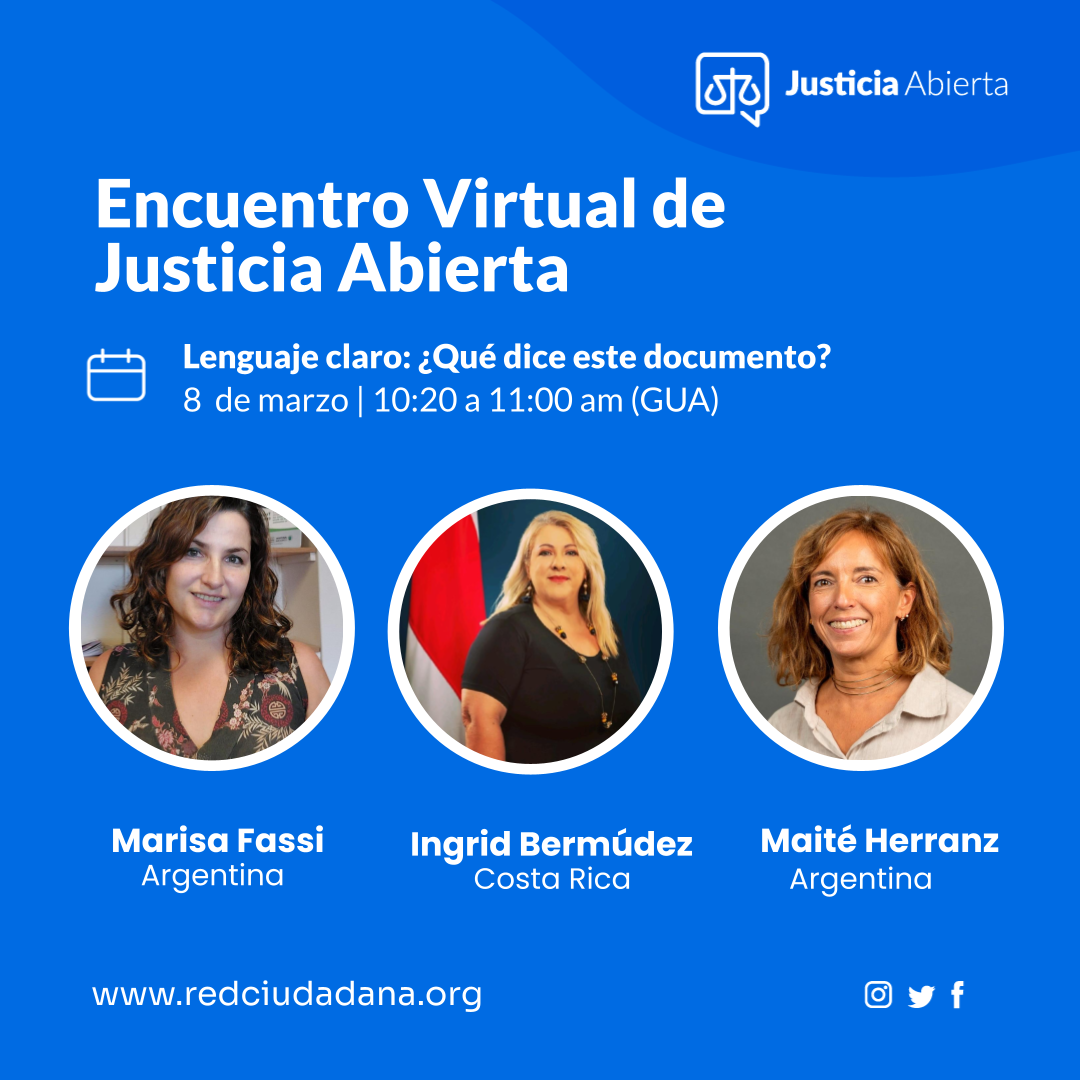 Justicia Abierta
Encuentro Virtual de
Justicia Abierta
Lenguaje claro: ¿Qué dice este documento?
8 de marzo | 10:20 a 11:00 am (GUA)
Marisa Fassi
Argentina
Ingrid Bermúdez
Costa Rica
Maité Herranz
Argentina
www.redciudadana.org